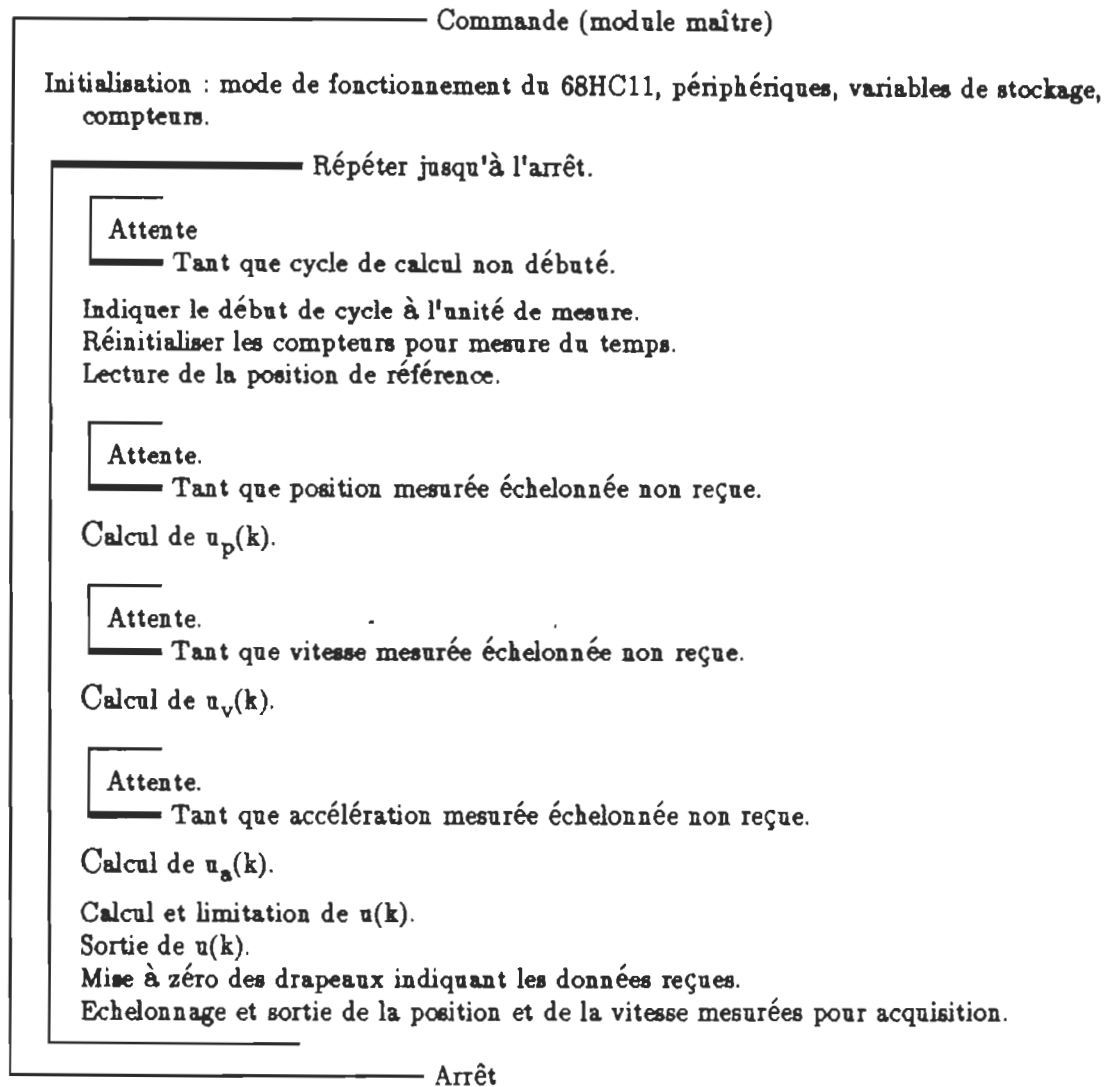 Commande (module maître)
Initialisation : mode de fonctionnement du 68HC11, périphériques, variables de stockage,
compteurs.
Répéter jusqu'à l'arrêt.
Attente
Tant que cycle de calcul non débuté.
Indiquer le début de cycle à l'unité de mesure.
Réinitialiser les compteurs pour mesure du temps.
Lecture de la position de référence.
Attente.
Tant que position mesurée échelonnée non reçue.
Calcul de u_p(k).
Attente.
Tant que vitesse mesurée échelonnée non reçue.
Calcul de u_v(k).
Attente.
Tant que accélération mesurée échelonnée non reçue.
Calcul de u_a(k).
Calcul et limitation de u(k).
Sortie de u(k).
Mise à zéro des drapeaux indiquant les données reçues.
Echelonnage et sortie de la position et de la vitesse mesurées pour acquisition.
Arrêt